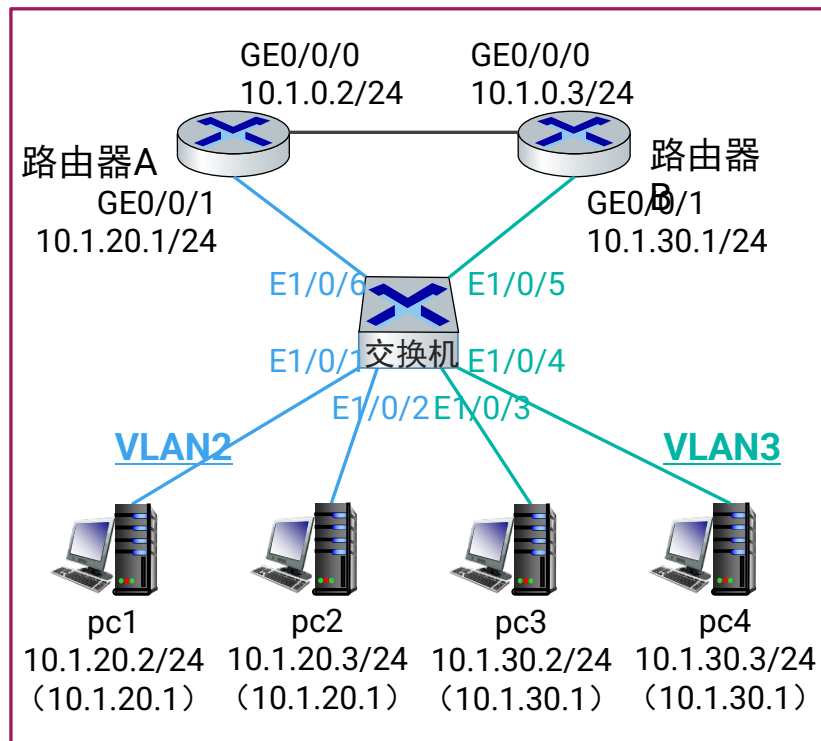 GE0/0/0
GE0/0/0
10.1.0.2/24
10.1.0.3/24
路由器A
路由器
B
GE0/0/1
GE0/0/1
10.1.20.1/24
10.1.30.1/24
E1/0/6
E1/0/5
交换机
E1/0/1
E1/0/4
E1/0/2
E1/0/3
VLAN2
VLAN3
pc1
10.1.20.2/24
（10.1.20.1）
pc2
10.1.20.3/24
（10.1.20.1）
pc3
10.1.30.2/24
（10.1.30.1）
pc4
10.1.30.3/24
（10.1.30.1）